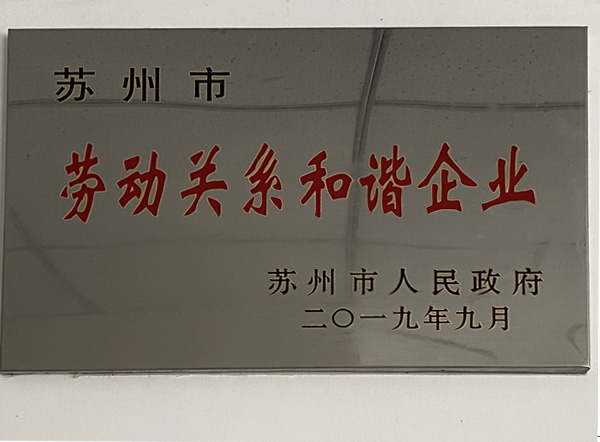 苏州市
劳动关系和谐企业
苏州市人民政府
二〇一九年九月